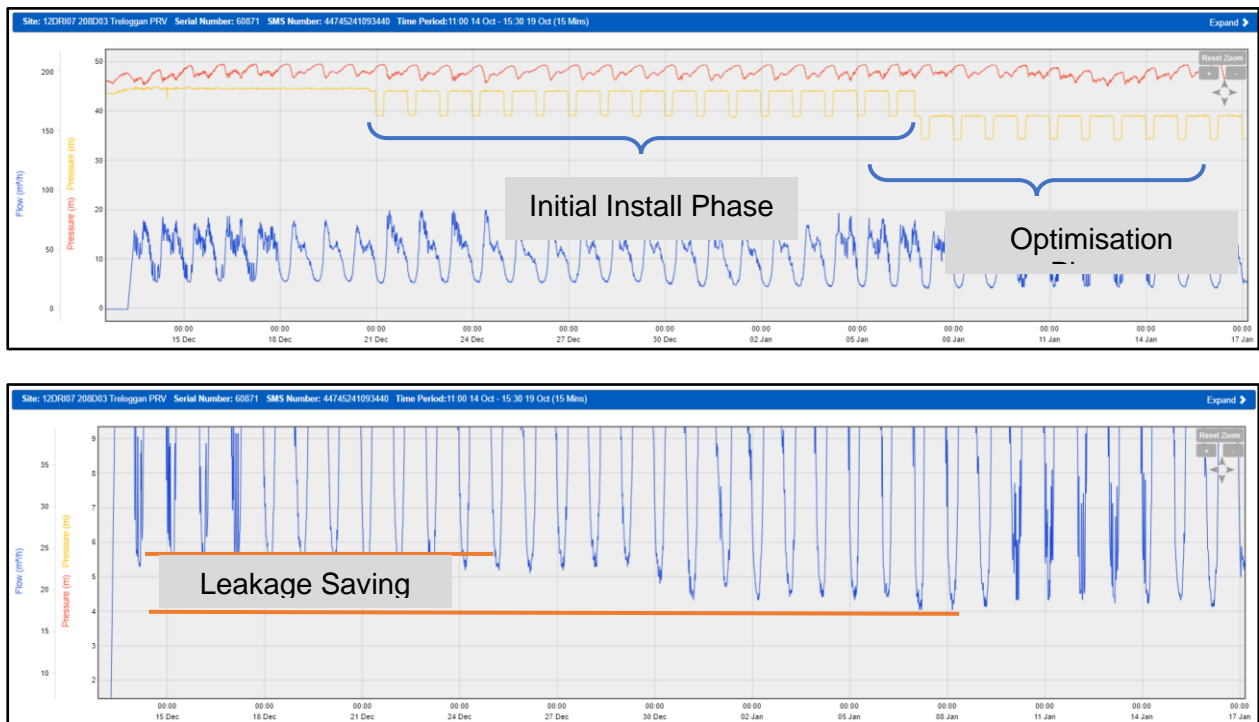 Site: 12DRI07 208D03 Treloggan PRV Serial Number: 60871 SMS Number: 44745241093440 Time Period:11:00 14 Oct - 15:30 19 Oct (15 Mins) Expand
Reset Zoom
+ -
Flow (m³/h)
Pressure (m) Pressure (m)
200
150
100
50
0
50
40
30
20
10
0
Initial Install Phase
Optimisation
00:00 00:00 00:00 00:00 00:00 00:00 00:00 00:00 00:00 00:00 00:00 00:00
15 Dec 18 Dec 21 Dec 24 Dec 27 Dec 30 Dec 02 Jan 05 Jan 08 Jan 11 Jan 14 Jan 17 Jan
Site: 12DRI07 208D03 Treloggan PRV Serial Number: 60871 SMS Number: 44745241093440 Time Period:11:00 14 Oct - 15:30 19 Oct (15 Mins) Expand
Reset Zoom
+ -
Flow (m³/h)
Pressure (m) Pressure (m)
35
30
25
20
15
10
9
8
7
6
5
4
3
2
Leakage Saving
00:00 00:00 00:00 00:00 00:00 00:00 00:00 00:00 00:00 00:00 00:00 00:00
15 Dec 18 Dec 21 Dec 24 Dec 27 Dec 30 Dec 02 Jan 05 Jan 08 Jan 11 Jan 14 Jan 17 Jan